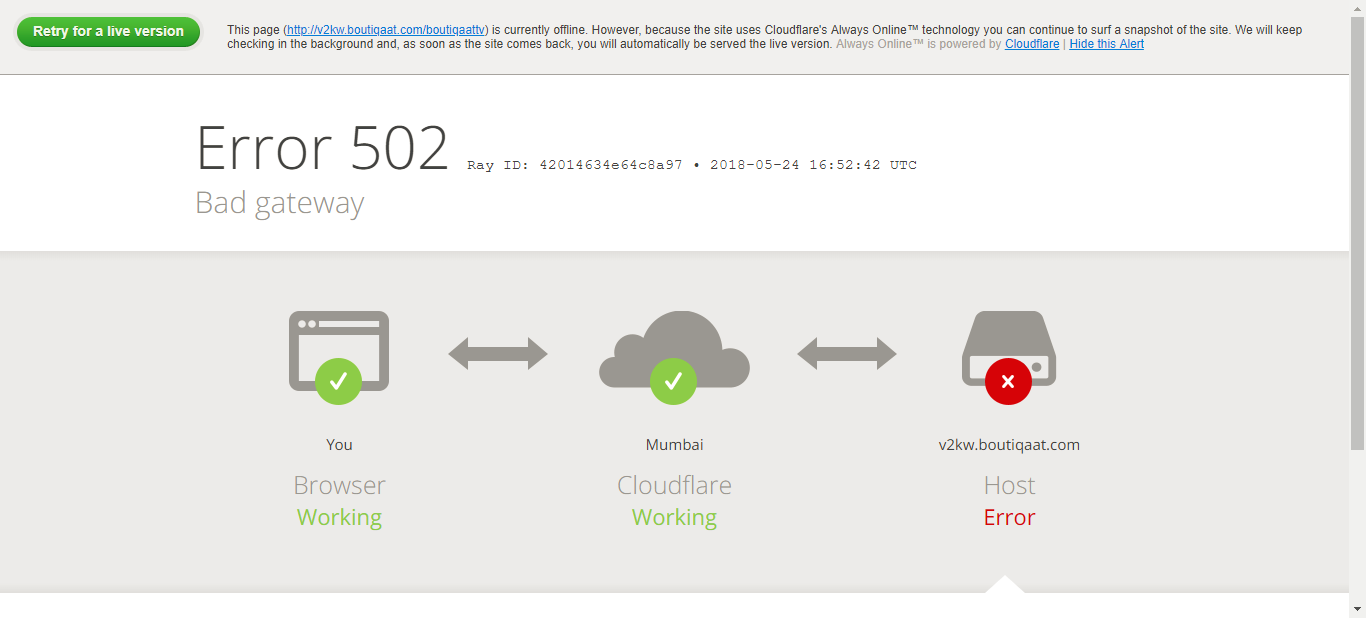 Retry for a live version
This page (http://v2kw.boutiqaat.com/boutiqaattv) is currently offline. However, because the site uses Cloudflare's Always Online™ technology you can continue to surf a snapshot of the site. We will keep
checking in the background and, as soon as the site comes back, you will automatically be served the live version. Always Online™ is powered by Cloudflare | Hide this Alert
Error 502 Ray ID: 42014634e64c8a97 • 2018-05-24 16:52:42 UTC
Bad gateway
You
Browser
Working
Mumbai
Cloudflare
Working
v2kw.boutiqaat.com
Host
Error